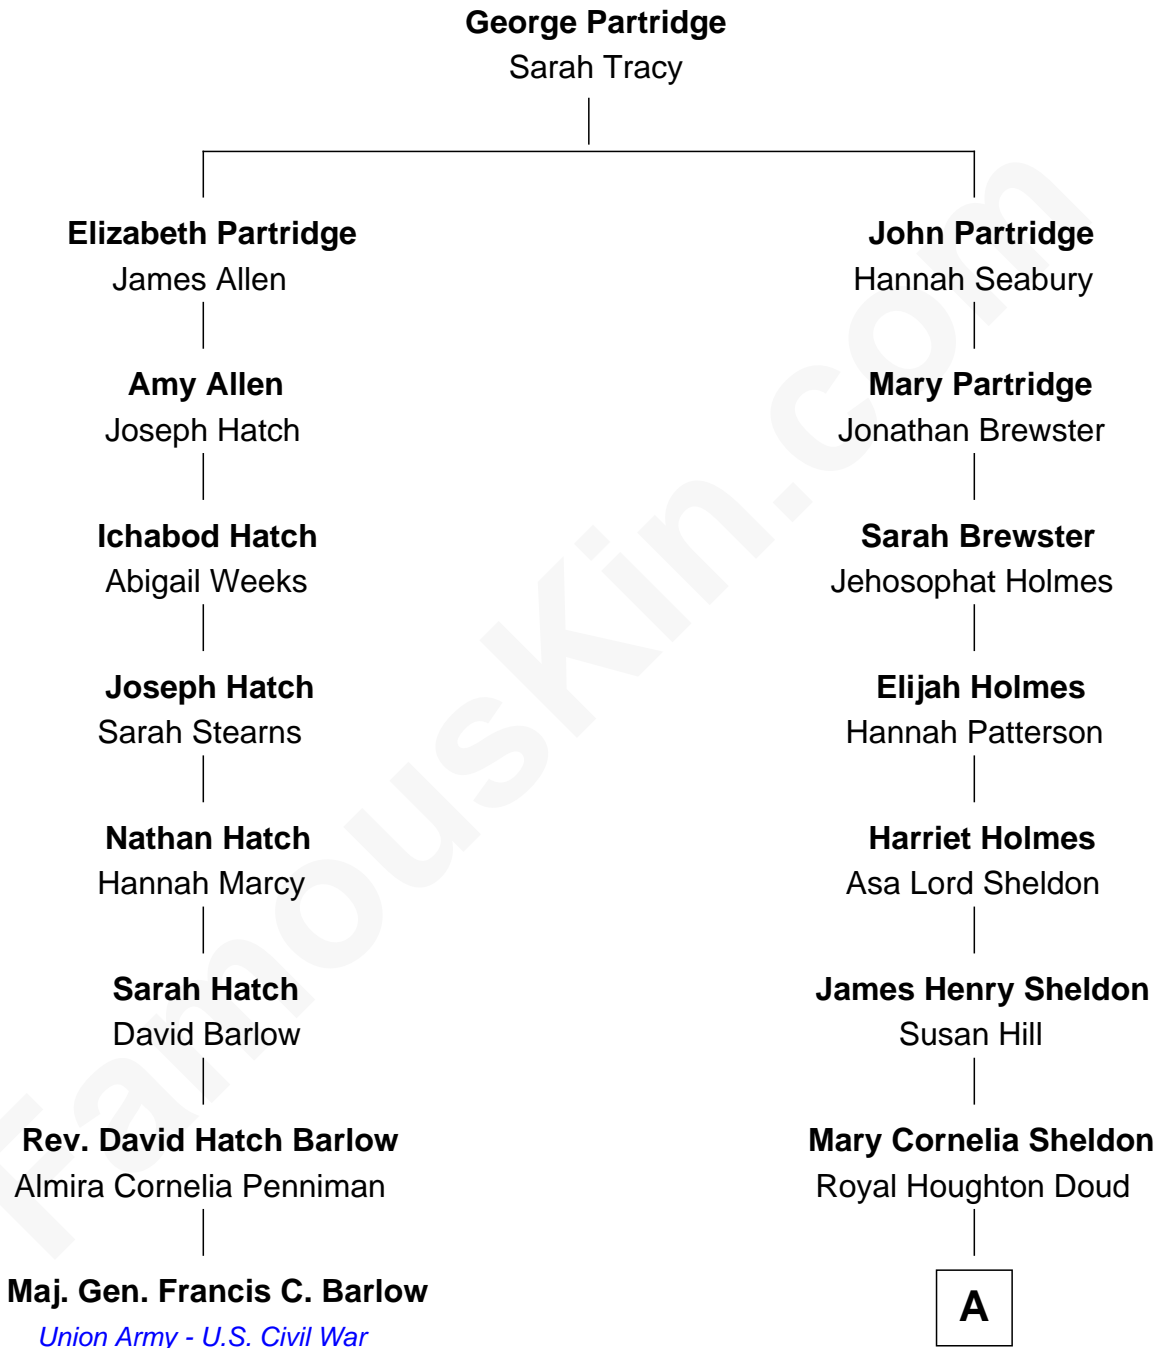 George Partridge
Sarah Tracy
Elizabeth Partridge
James Allen
John Partridge
Hannah Seabury
Amy Allen
Joseph Hatch
Mary Partridge
Jonathan Brewster
Ichabod Hatch
Abigail Weeks
Sarah Brewster
Jehosophat Holmes
Joseph Hatch
Sarah Stearns
Elijah Holmes
Hannah Patterson
Nathan Hatch
Hannah Marcy
Harriet Holmes
Asa Lord Sheldon
Sarah Hatch
David Barlow
James Henry Sheldon
Susan Hill
Rev. David Hatch Barlow
Almira Cornelia Penniman
Mary Cornelia Sheldon
Royal Houghton Doud
Maj. Gen. Francis C. Barlow
Union Army - U.S. Civil War
A
FamousKin.com